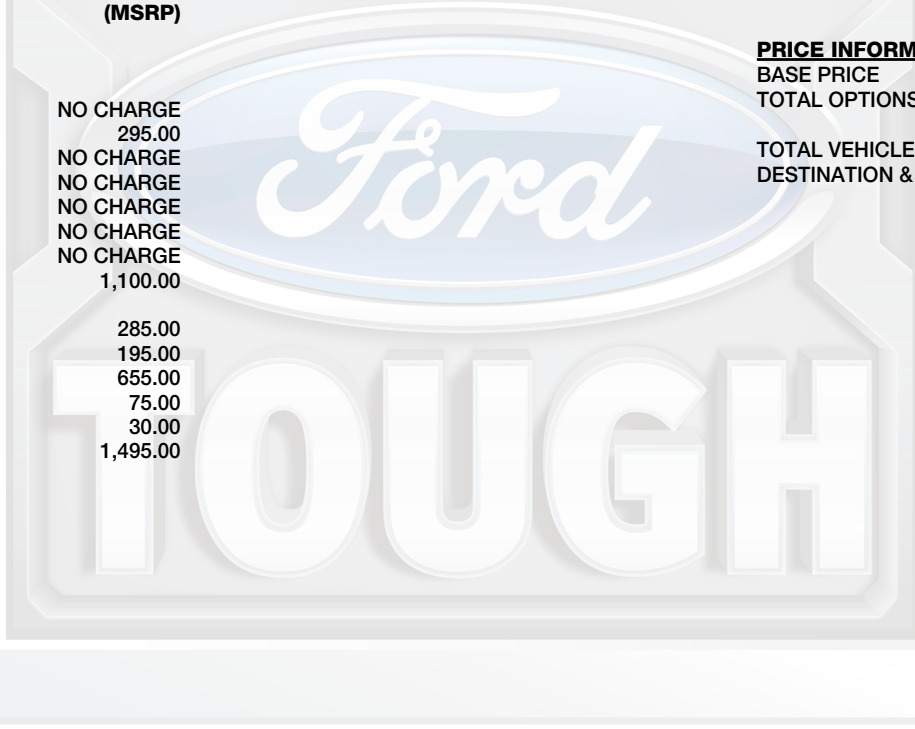 (MSRP)
NO CHARGE
295.00
NO CHARGE
NO CHARGE
NO CHARGE
NO CHARGE
NO CHARGE
1,100.00
285.00
195.00
655.00
75.00
30.00
1,495.00
PRICE INFORM
BASE PRICE
TOTAL OPTIONS
TOTAL VEHICLE
DESTINATION &
Ford
TOUGH